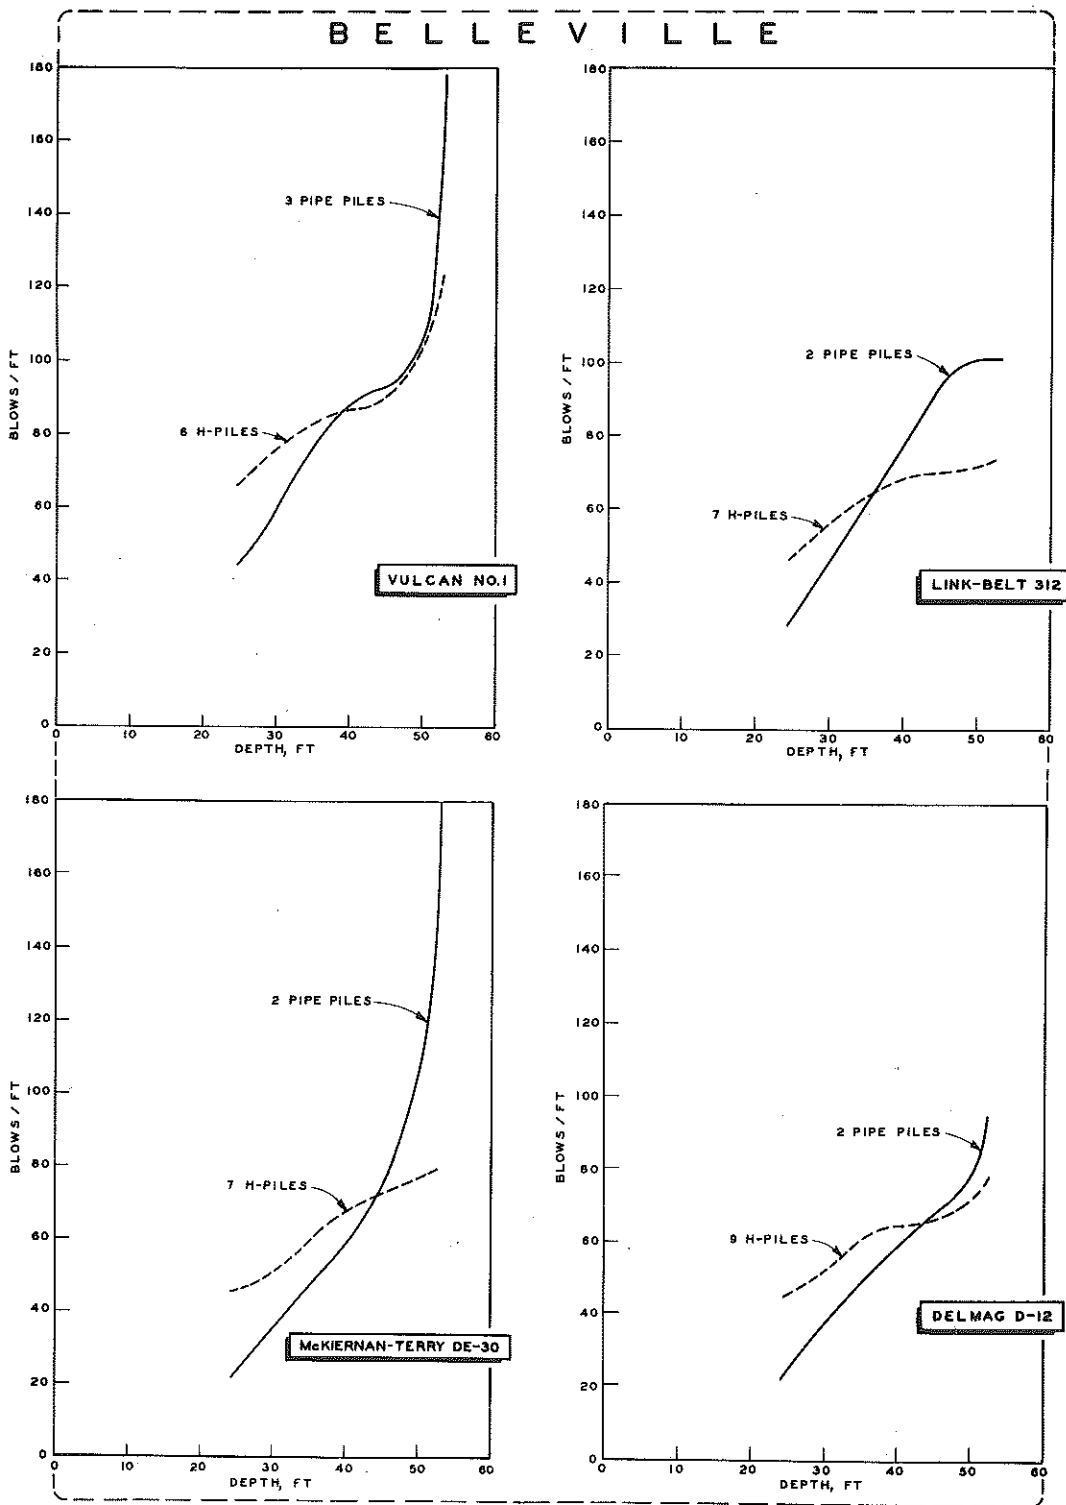 BELLEVILLE
180
160
140
120
100
80
60
40
20
0
BLOWS / FT
3 PIPE PILES
6 H-PILES
VULCAN NO.1
0 10 20 30 40 50 60
DEPTH, FT
180
160
140
120
100
80
60
40
20
0
BLOWS / FT
2 PIPE PILES
7 H-PILES
LINK-BELT 312
0 10 20 30 40 50 60
DEPTH, FT
180
160
140
120
100
80
60
40
20
0
BLOWS / FT
2 PIPE PILES
7 H-PILES
McKIERNAN-TERRY DE-30
0 10 20 30 40 50 60
DEPTH, FT
180
160
140
120
100
80
60
40
20
0
BLOWS / FT
2 PIPE PILES
9 H-PILES
DELMAG D-12
0 10 20 30 40 50 60
DEPTH, FT